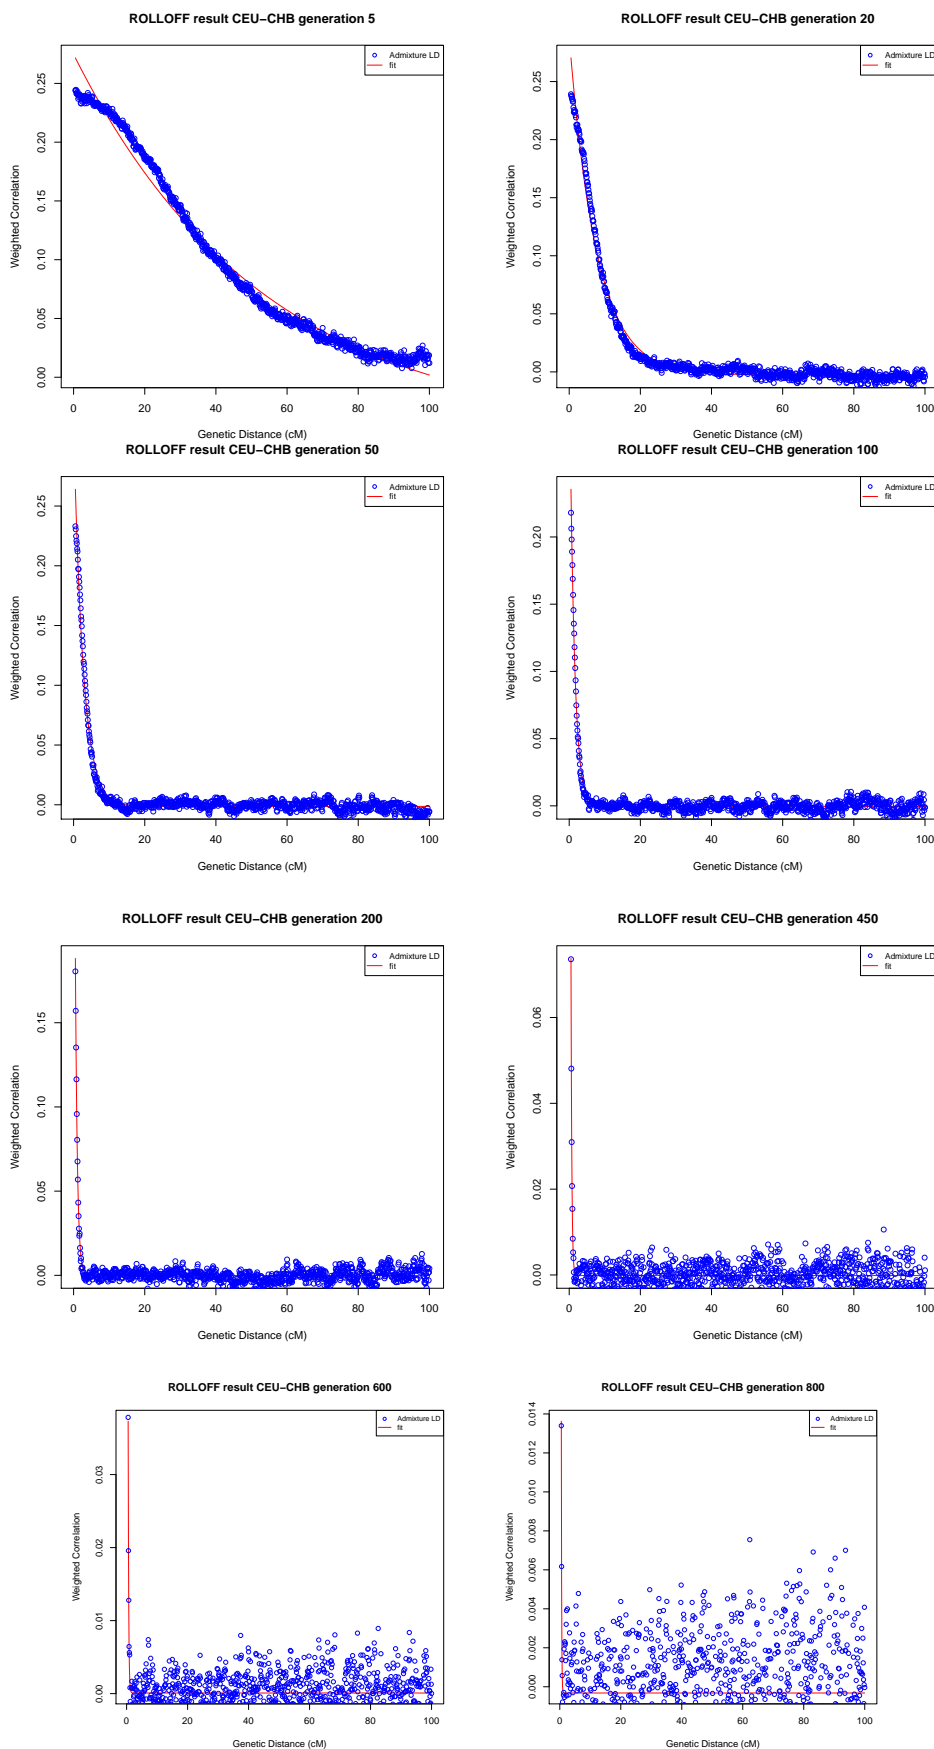 ROLLOFF result CEU−CHB generation 5
Admixture LD
fit
Weighted Correlation
0.25
0.20
0.15
0.10
0.05
0.00
0 20 40 60 80 100
Genetic Distance (cM)
ROLLOFF result CEU−CHB generation 20
Admixture LD
fit
Weighted Correlation
0.25
0.20
0.15
0.10
0.05
0.00
0 20 40 60 80 100
Genetic Distance (cM)
ROLLOFF result CEU−CHB generation 50
Admixture LD
fit
Weighted Correlation
0.25
0.20
0.15
0.10
0.05
0.00
0 20 40 60 80 100
Genetic Distance (cM)
ROLLOFF result CEU−CHB generation 100
Admixture LD
fit
Weighted Correlation
0.20
0.15
0.10
0.05
0.00
0 20 40 60 80 100
Genetic Distance (cM)
ROLLOFF result CEU−CHB generation 200
Admixture LD
fit
Weighted Correlation
0.15
0.10
0.05
0.00
0 20 40 60 80 100
Genetic Distance (cM)
ROLLOFF result CEU−CHB generation 450
Admixture LD
fit
Weighted Correlation
0.06
0.04
0.02
0.00
0 20 40 60 80 100
Genetic Distance (cM)
ROLLOFF result CEU−CHB generation 600
Admixture LD
fit
Weighted Correlation
0.03
0.02
0.01
0.00
0 20 40 60 80 100
Genetic Distance (cM)
ROLLOFF result CEU−CHB generation 800
Admixture LD
fit
Weighted Correlation
0.014
0.012
0.010
0.008
0.006
0.004
0.002
0.000
0 20 40 60 80 100
Genetic Distance (cM)